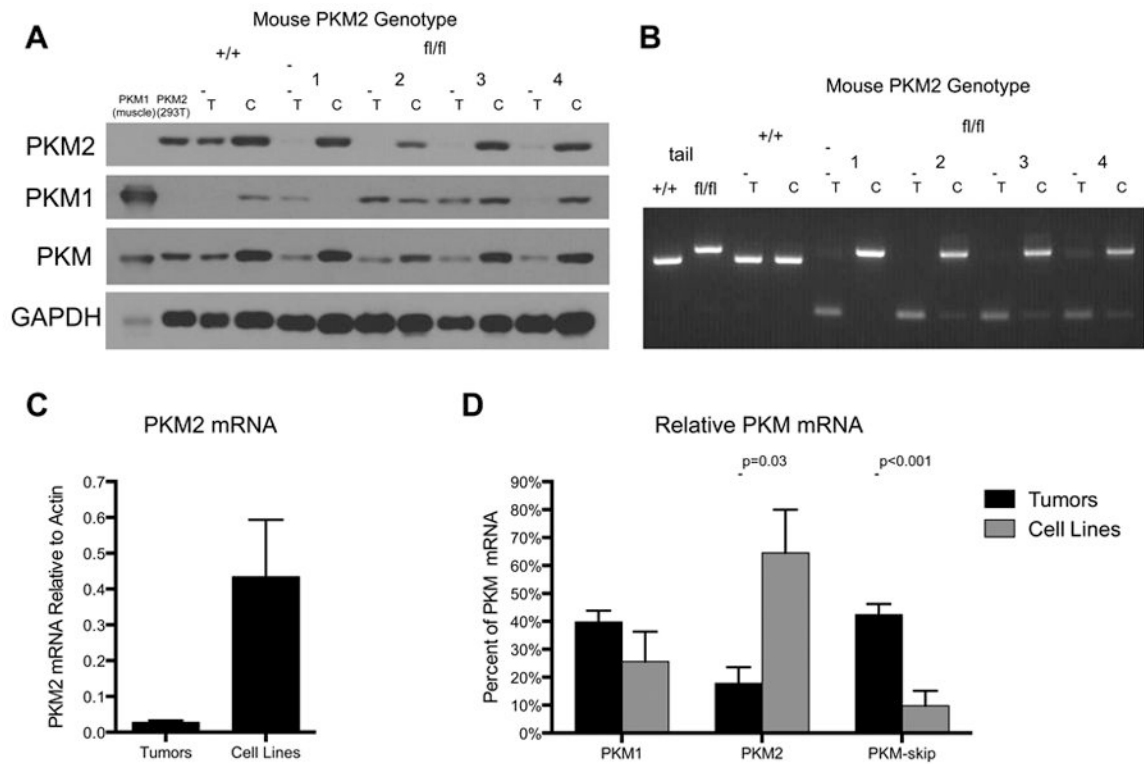 A
Mouse PKM2 Genotype
+/+ fl/fl
- 1 2 3 4
PKM1 (muscle) PKM2 (293T) - T C - T C - T C - T C - T C
PKM2
PKM1
PKM
GAPDH
B
Mouse PKM2 Genotype
fl/fl
tail +/+ - 1 2 3 4
+/+ fl/fl - T C - T C - T C - T C - T C
C
PKM2 mRNA
PKM2 mRNA Relative to Actin
0.7
0.6
0.5
0.4
0.3
0.2
0.1
0.0
Tumors Cell Lines
D
Relative PKM mRNA
- p=0.03 - p<0.001
Percent of PKM mRNA
90%
80%
70%
60%
50%
40%
30%
20%
10%
0%
PKM1 PKM2 PKM-skip
Tumors
Cell Lines